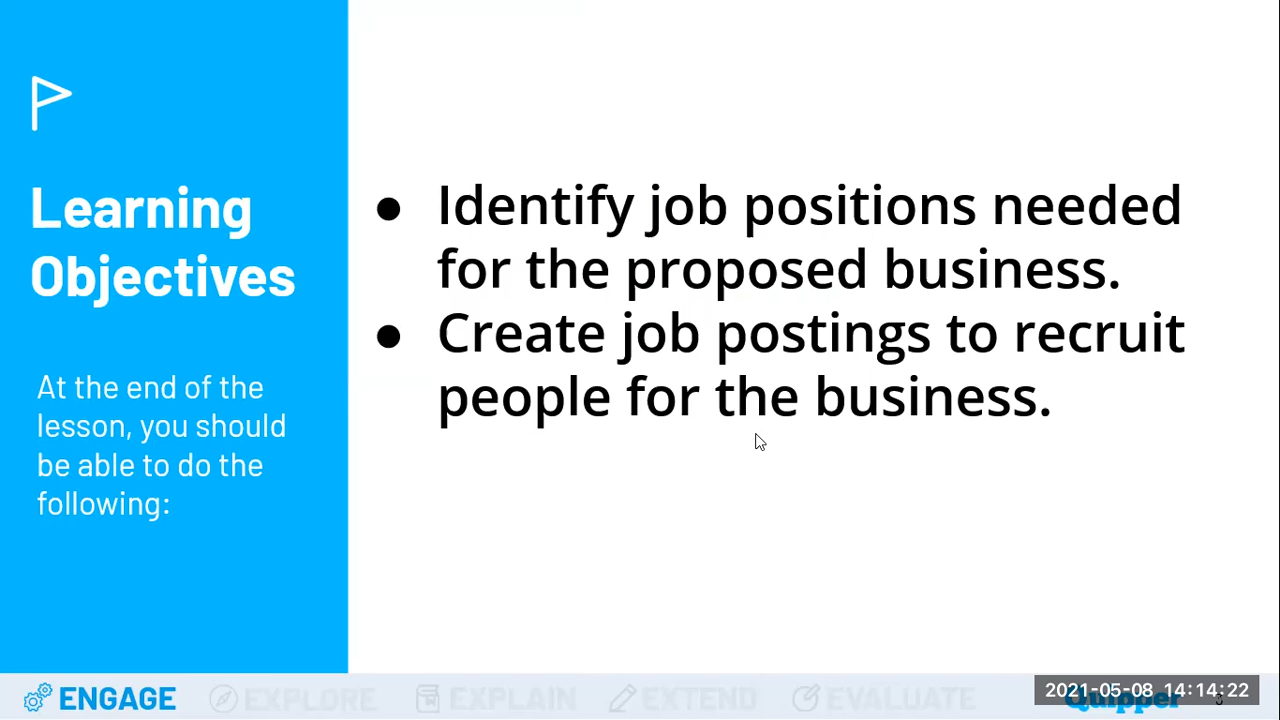 Learning
Objectives
At the end of the
lesson, you should
be able to do the
following:
● Identify job positions needed
for the proposed business.
● Create job postings to recruit
people for the business.
ENGAGE
EXPLORE
EXPLAIN
EXTEND
EVALUATE
Quipper
2021-05-08 14:14:22